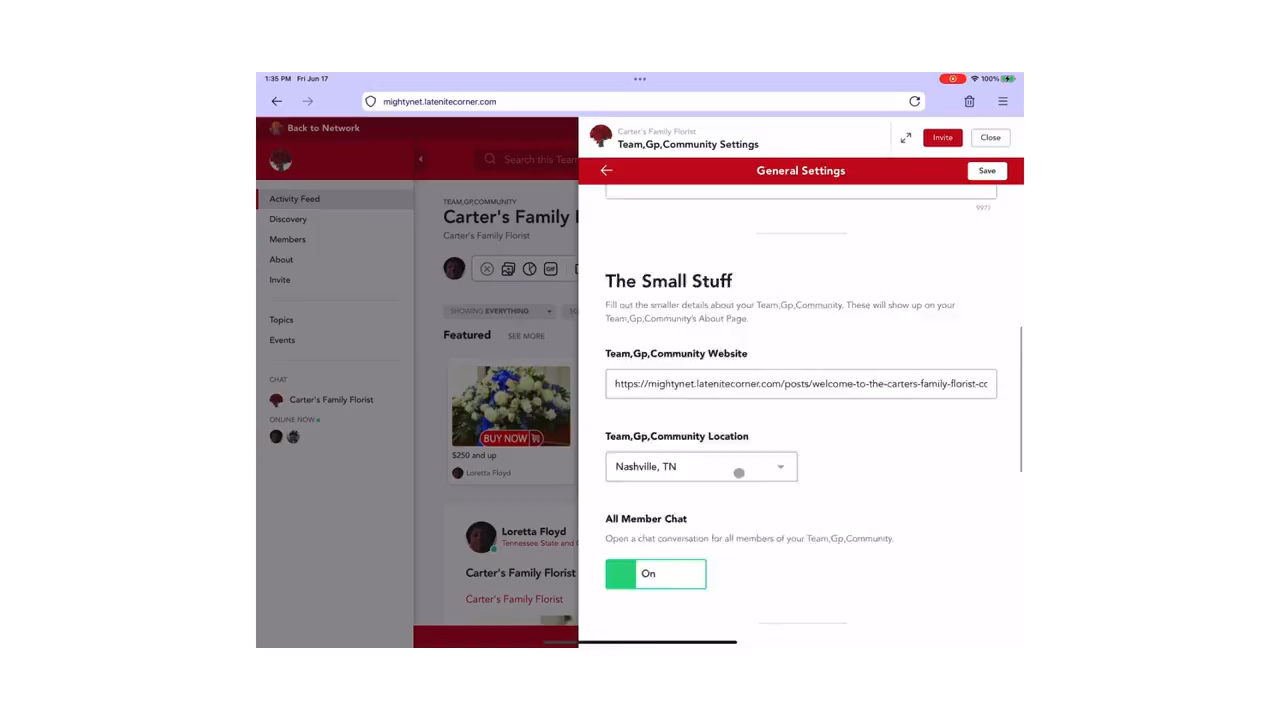 1:35 PM Fri Jun 17
100%
mightynet.latenitecorner.com
Back to Network
Search this Team
Activity Feed
Discovery
Members
About
Invite
Topics
Events
CHAT
Carter's Family Florist
ONLINE NOW
TEAM,GP,COMMUNITY
Carter's Family
Carter's Family Florist
GIF
SHOWING EVERYTHING
Featured SEE MORE
BUY NOW
$250 and up
Loretta Floyd
Loretta Floyd
Tennessee State and
Carter's Family Florist
Carter's Family Florist
Carter's Family Florist
Team,Gp,Community Settings
Invite
Close
General Settings
Save
9977
The Small Stuff
Fill out the smaller details about your Team,Gp,Community. These will show up on your
Team,Gp,Community's About Page.
Team,Gp,Community Website
https://mightynet.latenitecorner.com/posts/welcome-to-the-carters-family-florist-cc
Team,Gp,Community Location
Nashville, TN
All Member Chat
Open a chat conversation for all members of your Team,Gp,Community.
On